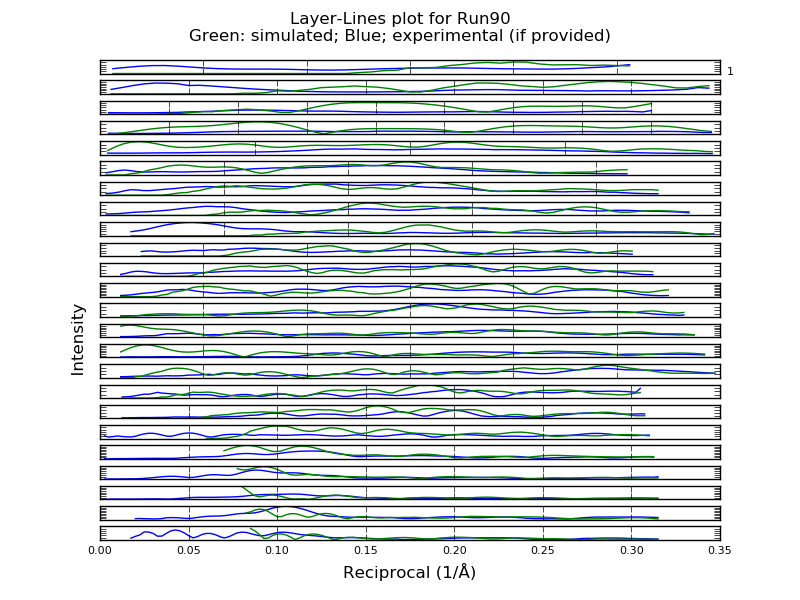 Layer-Lines plot for Run90
Green: simulated; Blue; experimental (if provided)
1
Intensity
0.00 0.05 0.10 0.15 0.20 0.25 0.30 0.35
Reciprocal (1/Å)